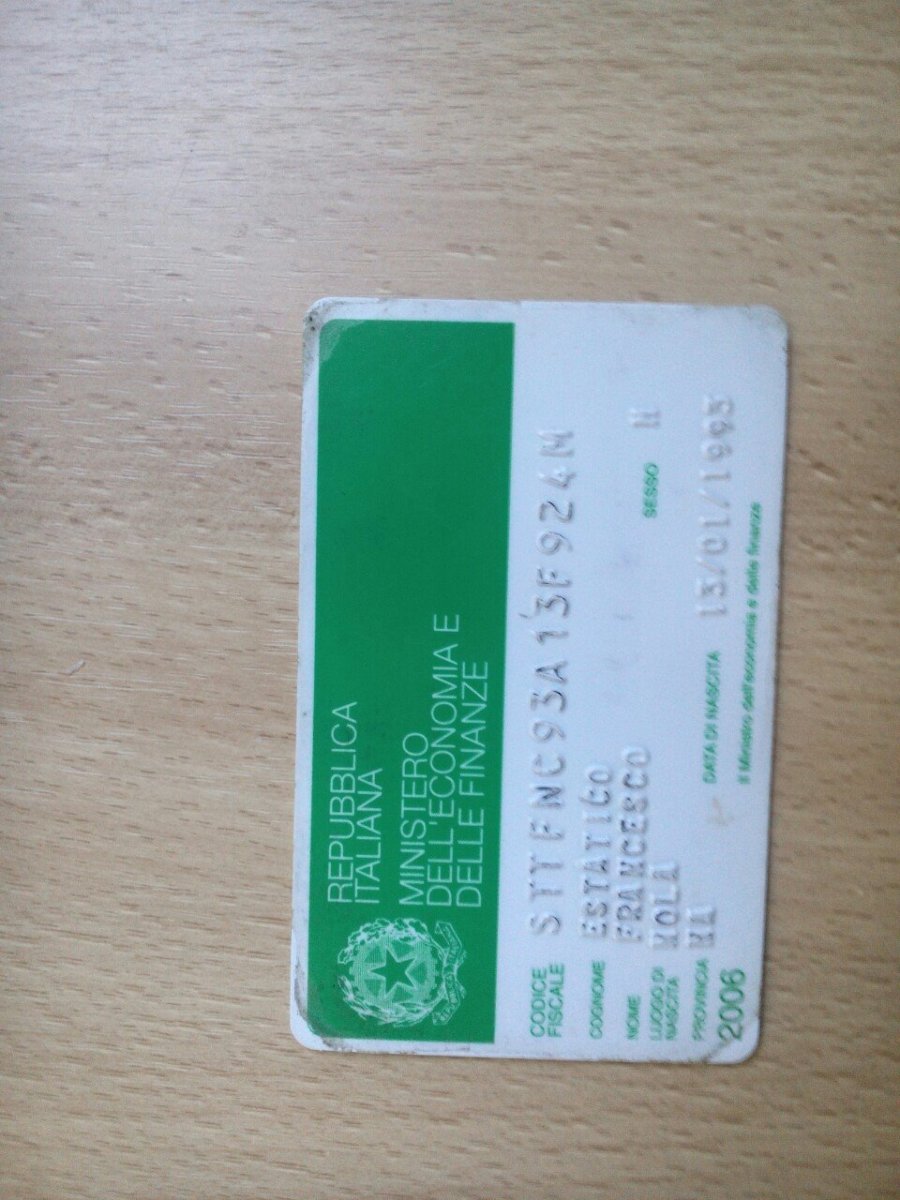 REPUBBLICA
ITALIANA
MINISTERO
DELL'ECONOMIA E
DELLE FINANZE
CODICE
FISCALE STTFNC93A13F924M
COGNOME ESTATICO
NOME FRANCESCO
LUOGO DI
NASCITA NOLA
SESSO M
PROVINCIA NA
DATA DI NASCITA 13/01/1993
2006
Il Ministro dell'economia e delle finanze